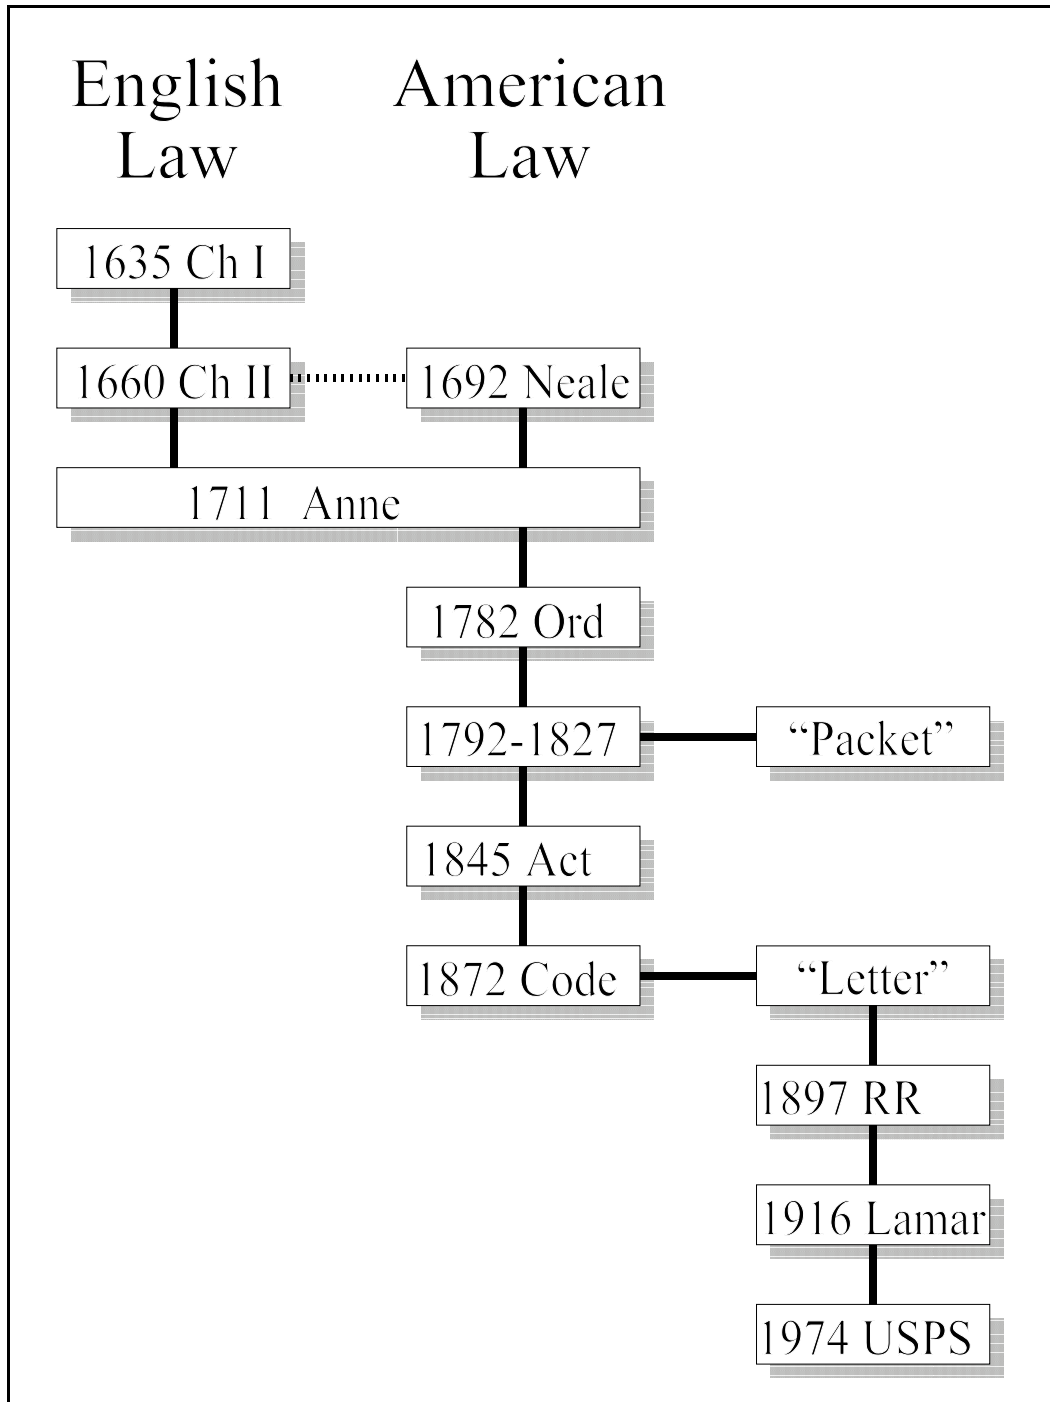 English
Law
American
Law
1635 Ch I
1660 Ch II
1692 Neale
1711 Anne
1782 Ord
1792-1827
“Packet”
1845 Act
1872 Code
“Letter”
1897 RR
1916 Lamar
1974 USPS